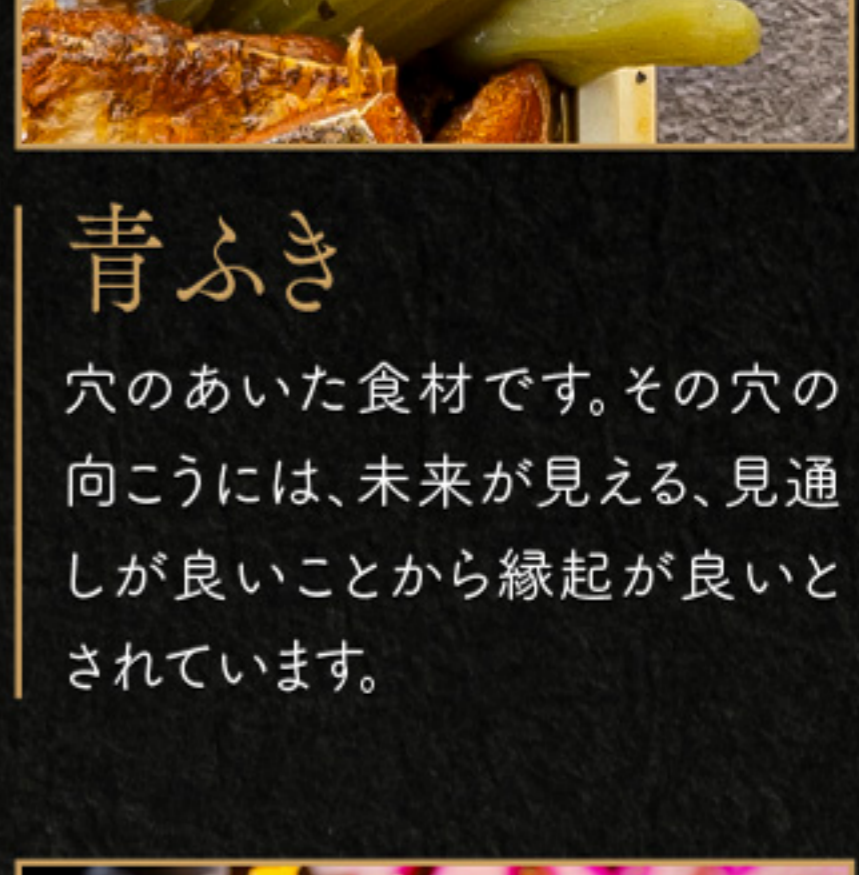 青ふき
穴のあいた食材です。その穴の
向こうには、未来が見える、見通
しが良いことから縁起が良いと
されています。